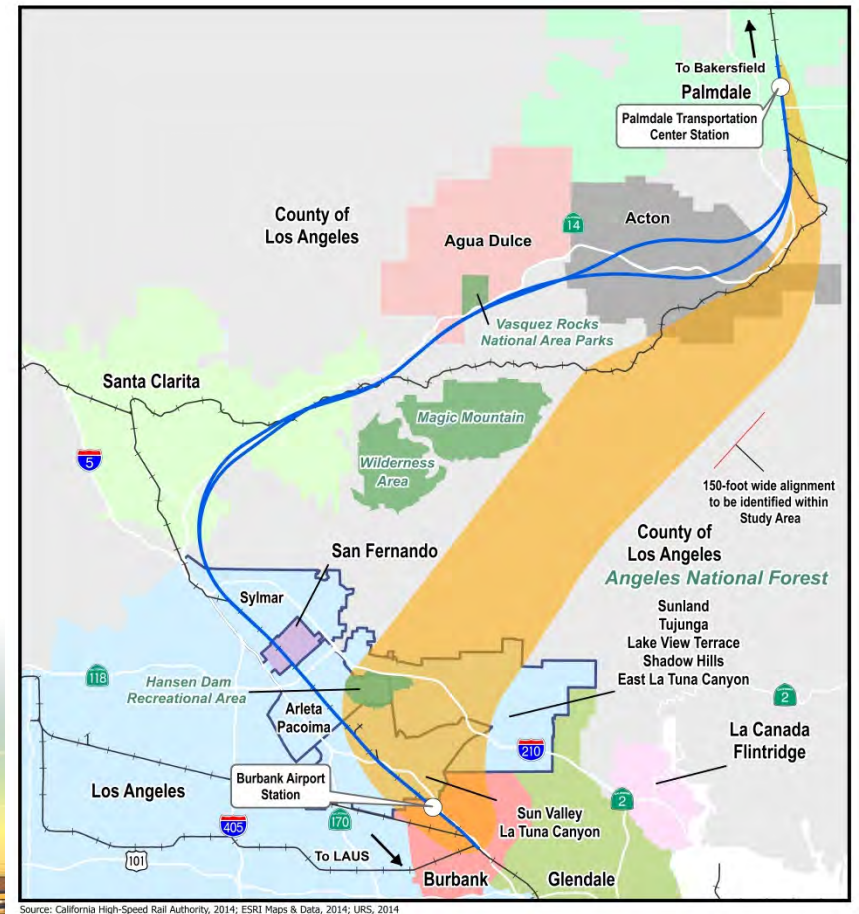 To Bakersfield
Palmdale
Palmdale Transportation
Center Station
County of
Los Angeles
14
Acton
Agua Dulce
Vasquez Rocks
National Area Parks
Santa Clarita
Magic Mountain
Wilderness
Area
5
150-foot wide alignment
to be identified within
Study Area
County of
Los Angeles
Angeles National Forest
San Fernando
Sylmar
Sunland
Tujunga
Lake View Terrace
Shadow Hills
East La Tuna Canyon
118
Hansen Dam
Recreational Area
2
Arleta
Pacoima
La Canada
Flintridge
210
Burbank Airport
Station
Los Angeles
2
170
405
Sun Valley
La Tuna Canyon
101
To LAUS
Burbank
Glendale
Source: California High-Speed Rail Authority, 2014; ESRI Maps & Data, 2014; URS, 2014